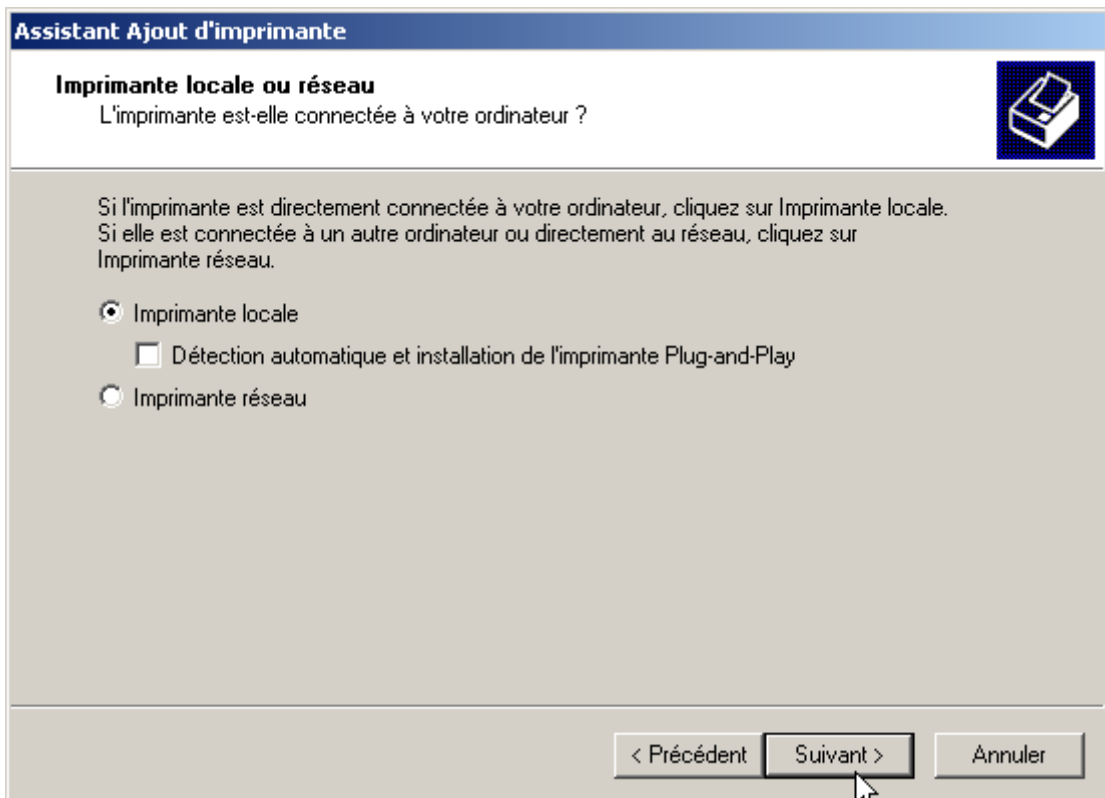 Assistant Ajout d'imprimante
Imprimante locale ou réseau
L'imprimante est-elle connectée à votre ordinateur ?
Si l'imprimante est directement connectée à votre ordinateur, cliquez sur Imprimante locale.
Si elle est connectée à un autre ordinateur ou directement au réseau, cliquez sur
Imprimante réseau.
Imprimante locale
Détection automatique et installation de l'imprimante Plug-and-Play
Imprimante réseau
< Précédent
Suivant >
Annuler